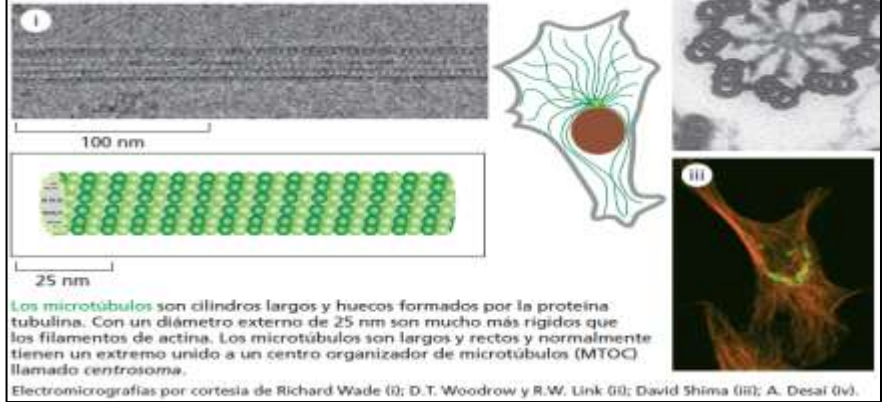 i
100 nm
iii
25 nm
Los microtúbulos son cilindros largos y huecos formados por la proteína
tubulina. Con un diámetro externo de 25 nm son mucho más rígidos que
los filamentos de actina. Los microtúbulos son largos y rectos y normalmente
tienen un extremo unido a un centro organizador de microtúbulos (MTOC)
llamado centrosoma.
Electromicrografías por cortesía de Richard Wade (i); D.T. Woodrow y R.W. Link (ii); David Shima (iii); A. Desai (iv).